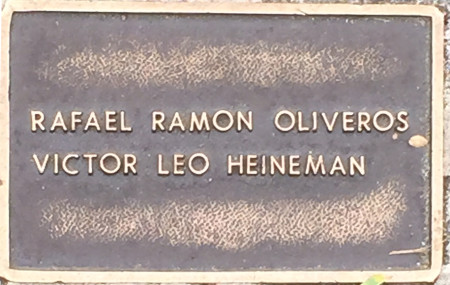 RAFAEL RAMON OLIVEROS
VICTOR LEO HEINEMAN